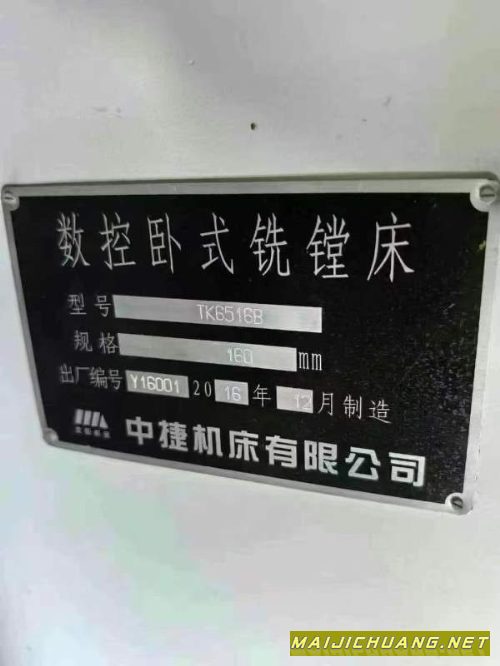 数控卧式铣镗床
型号 TK6516B
规格 160 mm
出厂编号 Y16001 2016年 12月制造
中捷机床有限公司
MAIJICHUANG.NET